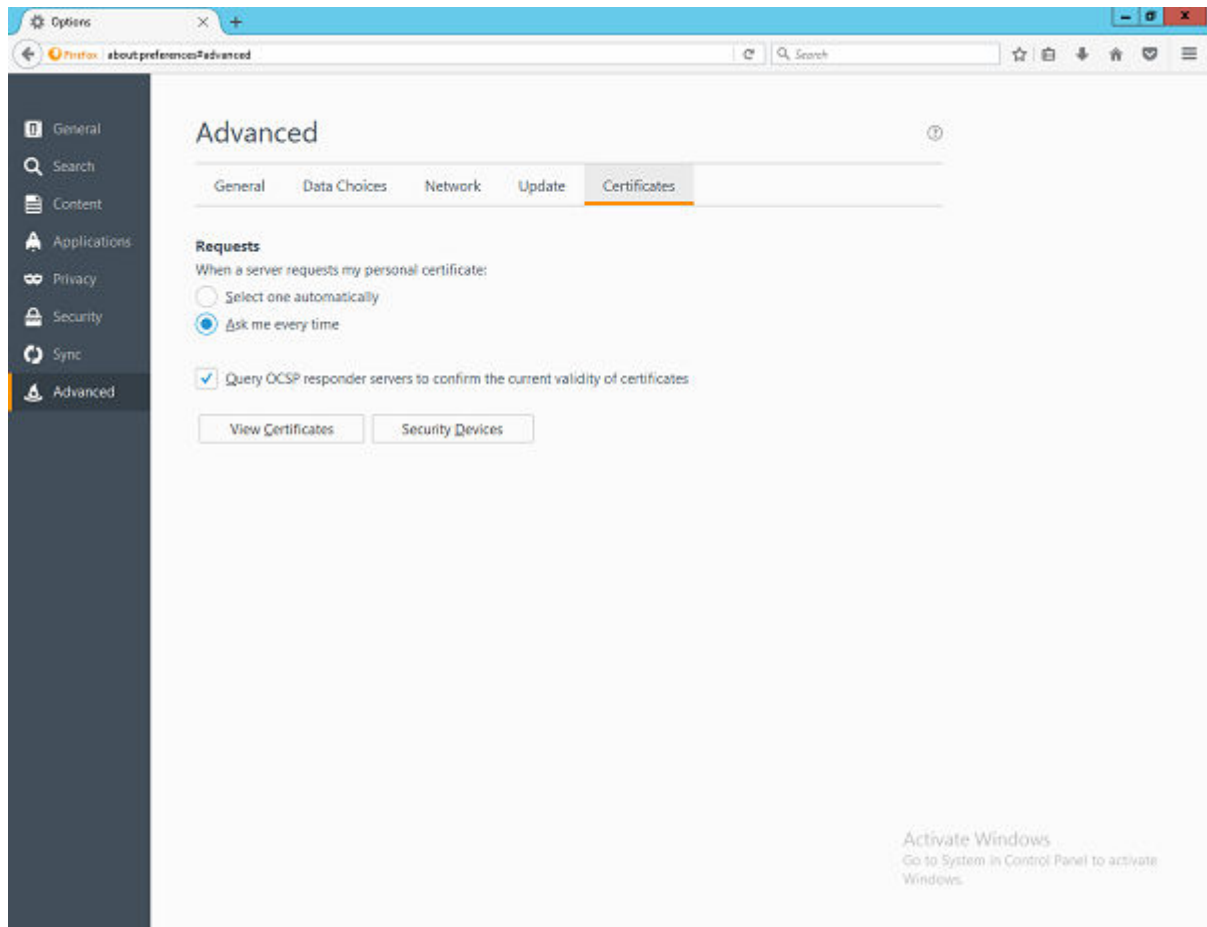 Options
Firefox about:preferences#advanced
Search
General
Search
Content
Applications
Privacy
Security
Sync
Advanced
Advanced
General Data Choices Network Update Certificates
Requests
When a server requests my personal certificate:
Select one automatically
Ask me every time
Query OCSP responder servers to confirm the current validity of certificates
View Certificates Security Devices
Activate Windows
Go to System in Control Panel to activate
Windows.